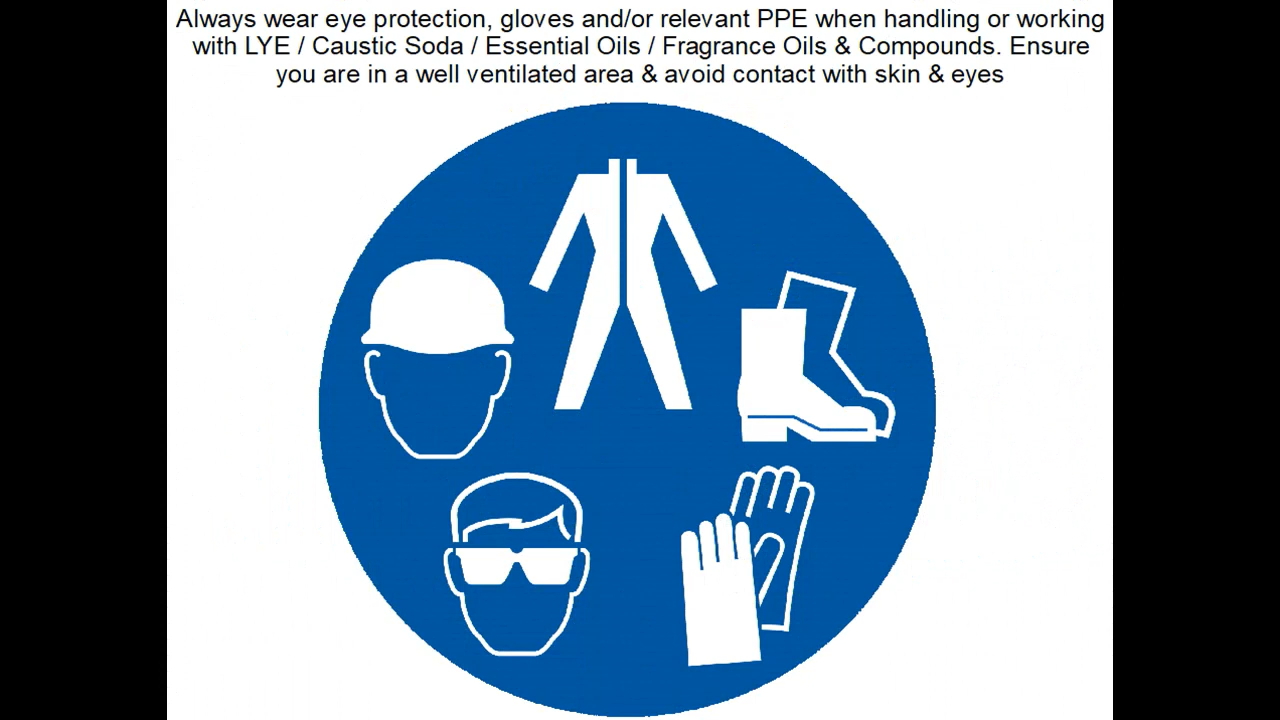 Always wear eye protection, gloves and/or relevant PPE when handling or working
with LYE / Caustic Soda / Essential Oils / Fragrance Oils & Compounds. Ensure
you are in a well ventilated area & avoid contact with skin & eyes